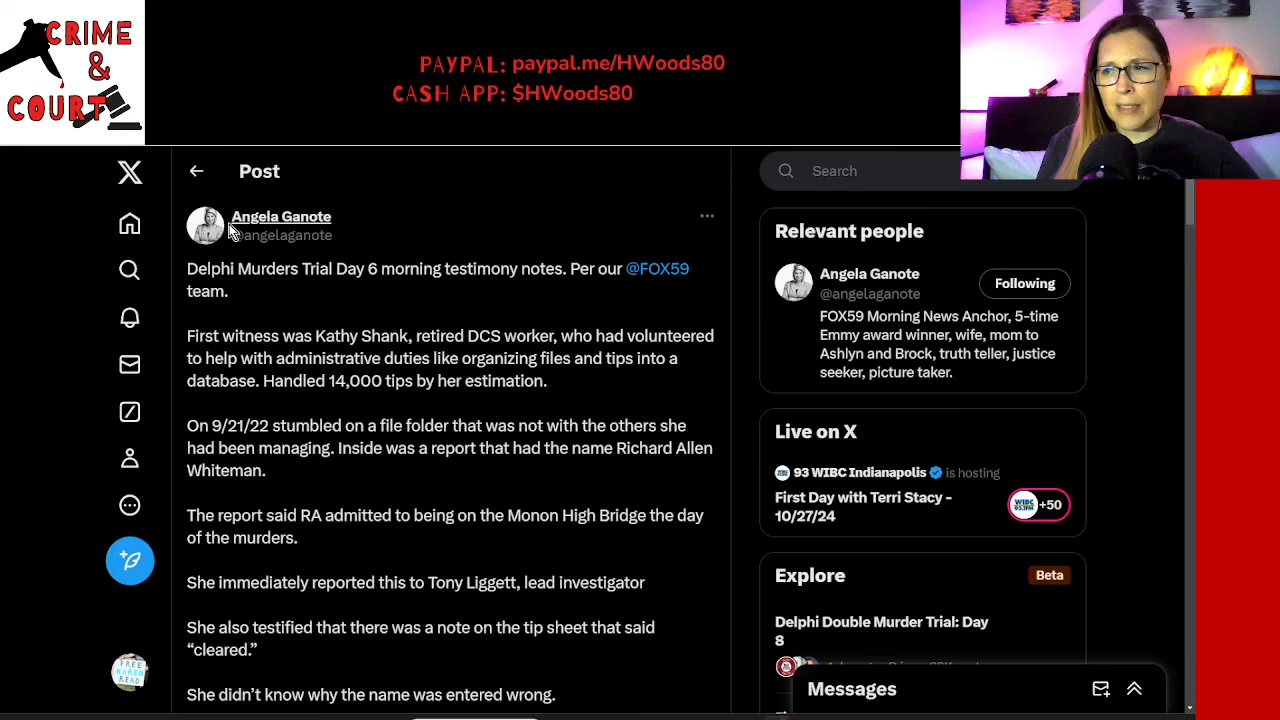 CRIME
&
COURT
PAYPAL: paypal.me/HWoods80
CASH APP: $HWoods80
Post
Search
Angela Ganote
@angelaganote
Delphi Murders Trial Day 6 morning testimony notes. Per our @FOX59
team.
First witness was Kathy Shank, retired DCS worker, who had volunteered
to help with administrative duties like organizing files and tips into a
database. Handled 14,000 tips by her estimation.
On 9/21/22 stumbled on a file folder that was not with the others she
had been managing. Inside was a report that had the name Richard Allen
Whiteman.
The report said RA admitted to being on the Monon High Bridge the day
of the murders.
She immediately reported this to Tony Liggett, lead investigator
She also testified that there was a note on the tip sheet that said
“cleared.”
She didn’t know why the name was entered wrong.
Relevant people
Angela Ganote
@angelaganote
Following
FOX59 Morning News Anchor, 5-time
Emmy award winner, wife, mom to
Ashlyn and Brock, truth teller, justice
seeker, picture taker.
Live on X
93 WIBC Indianapolis is hosting
First Day with Terri Stacy -
10/27/24
WIBC
+50
Explore
Beta
Delphi Double Murder Trial: Day
8
Messages
FREE
KAREN
READ